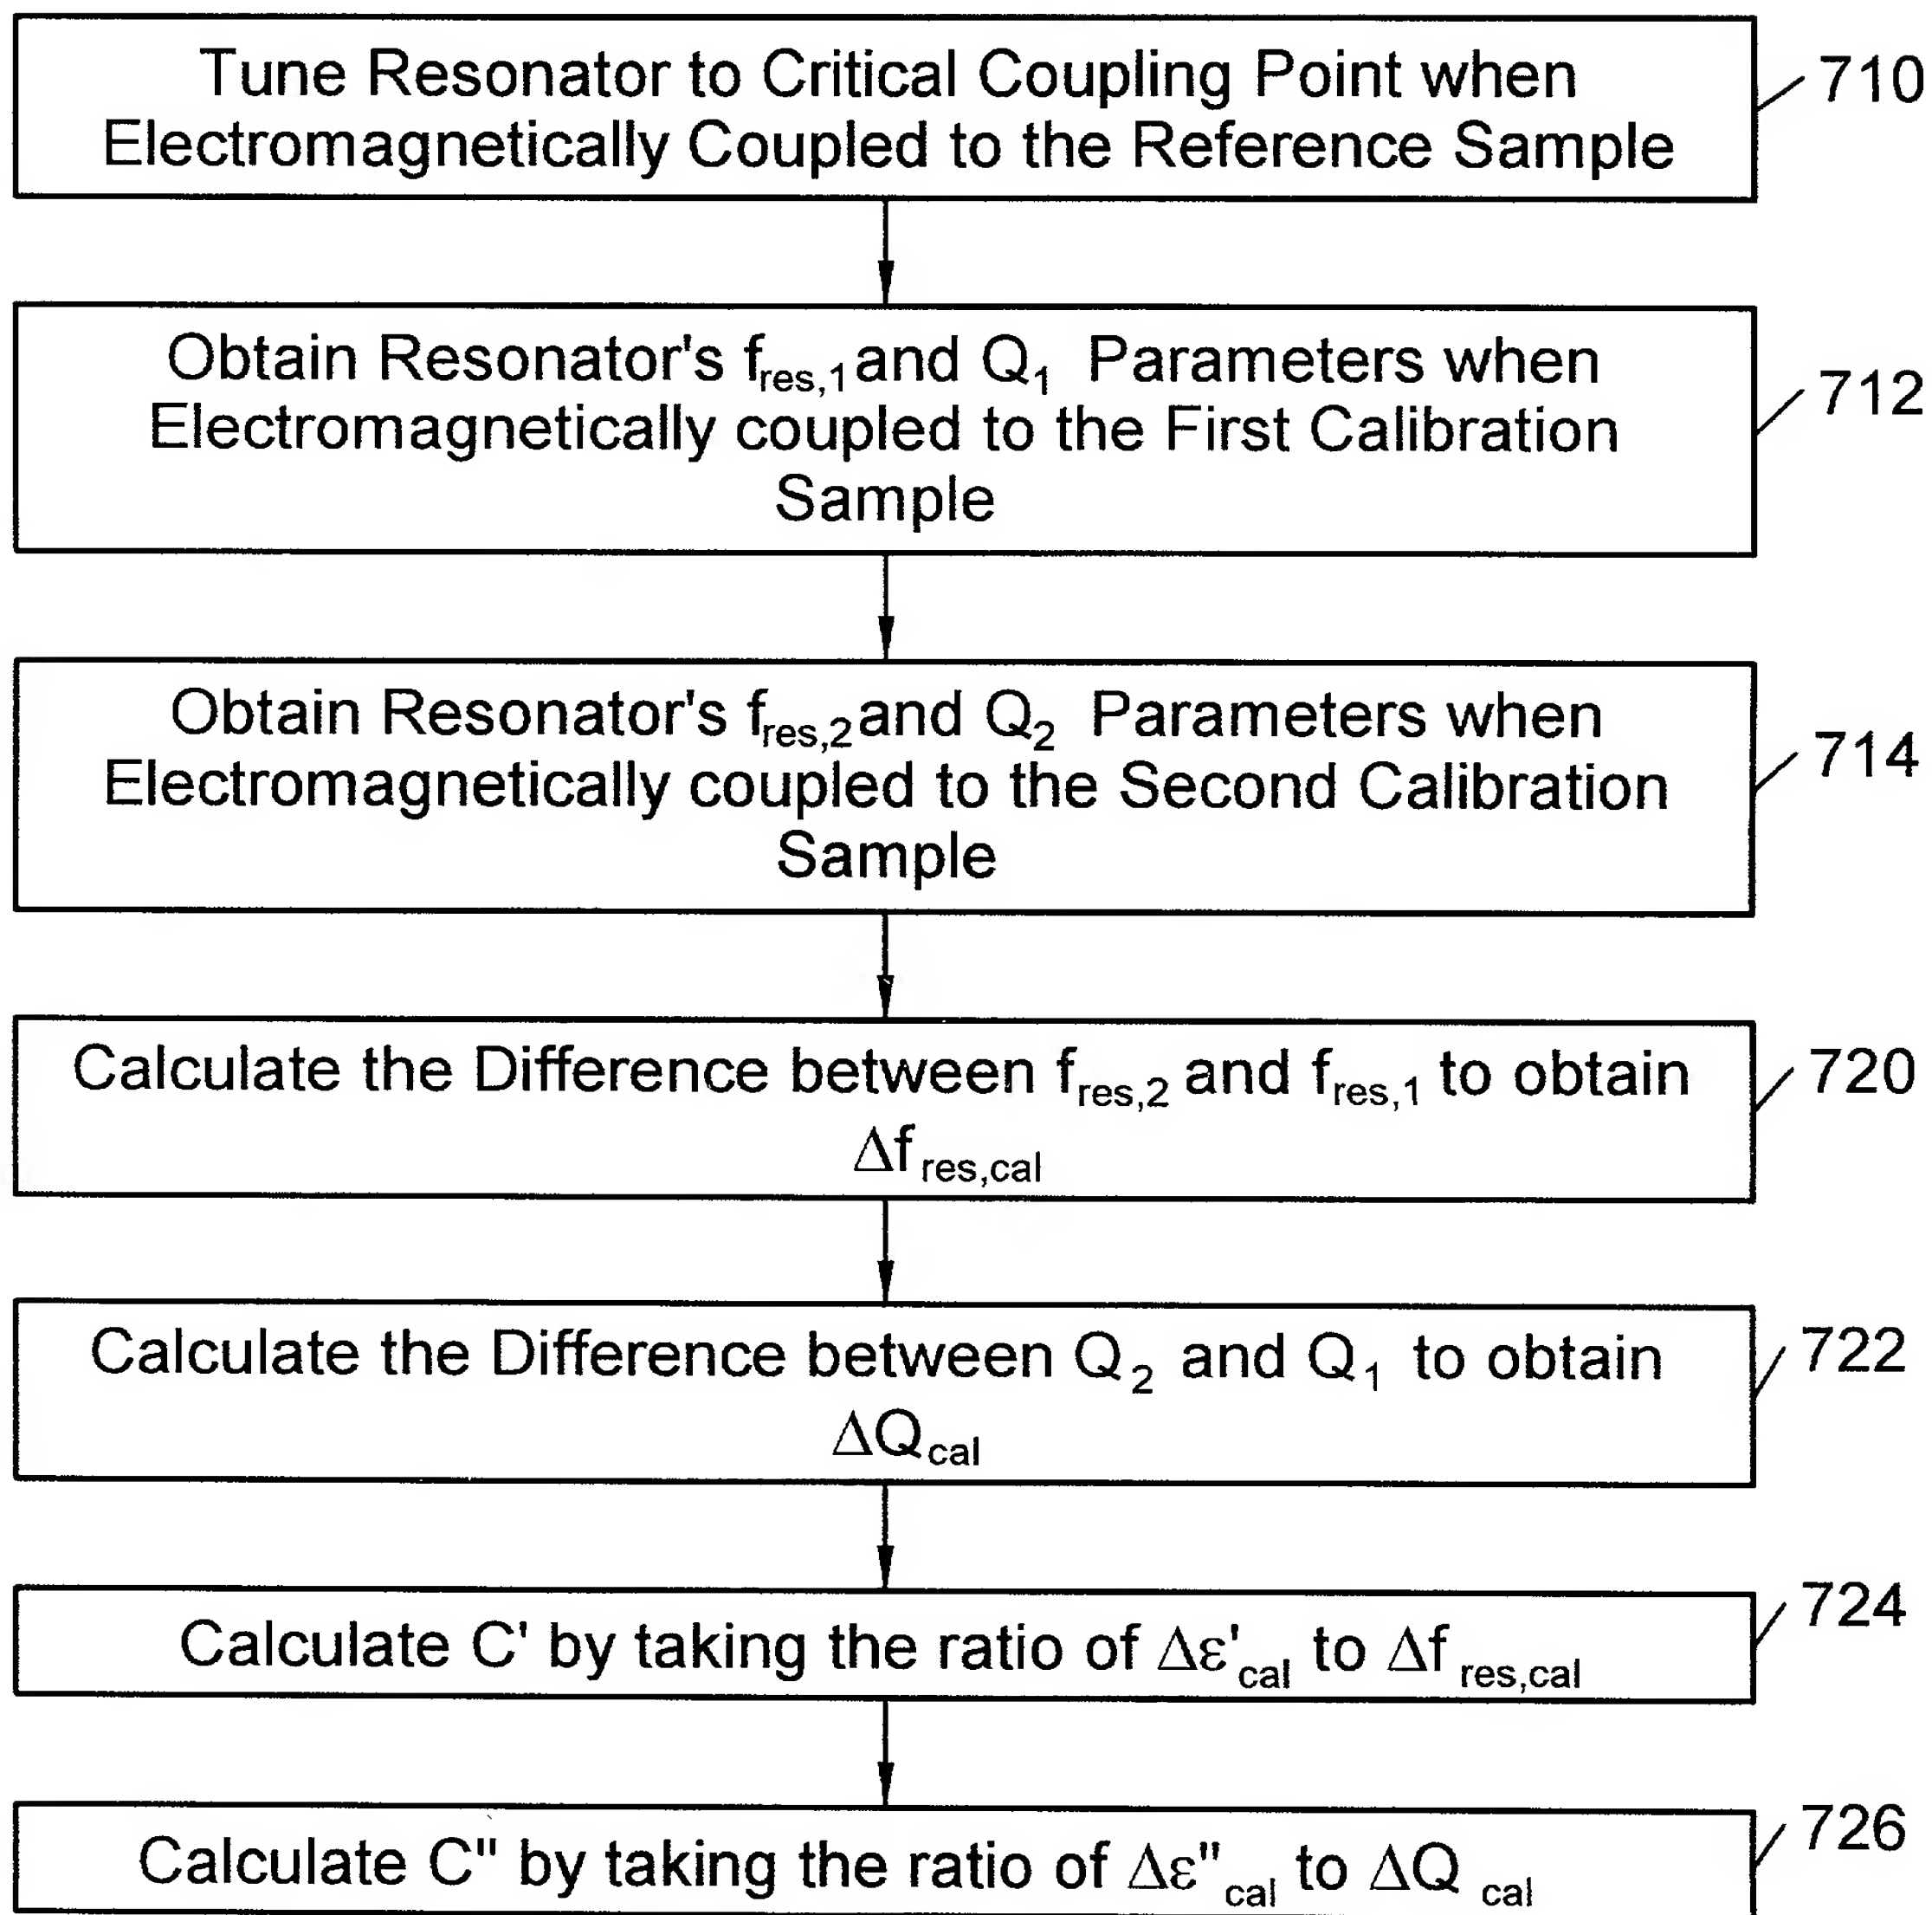 Tune Resonator to Critical Coupling Point when
Electromagnetically Coupled to the Reference Sample
710
Obtain Resonator's fres,1 and Q1 Parameters when
Electromagnetically coupled to the First Calibration
Sample
712
Obtain Resonator's fres,2 and Q2 Parameters when
Electromagnetically coupled to the Second Calibration
Sample
714
Calculate the Difference between fres,2 and fres,1 to obtain
Δfres,cal
720
Calculate the Difference between Q2 and Q1 to obtain
ΔQcal
722
Calculate C' by taking the ratio of Δε'cal to Δfres,cal
724
Calculate C" by taking the ratio of Δε"cal to ΔQ cal
726